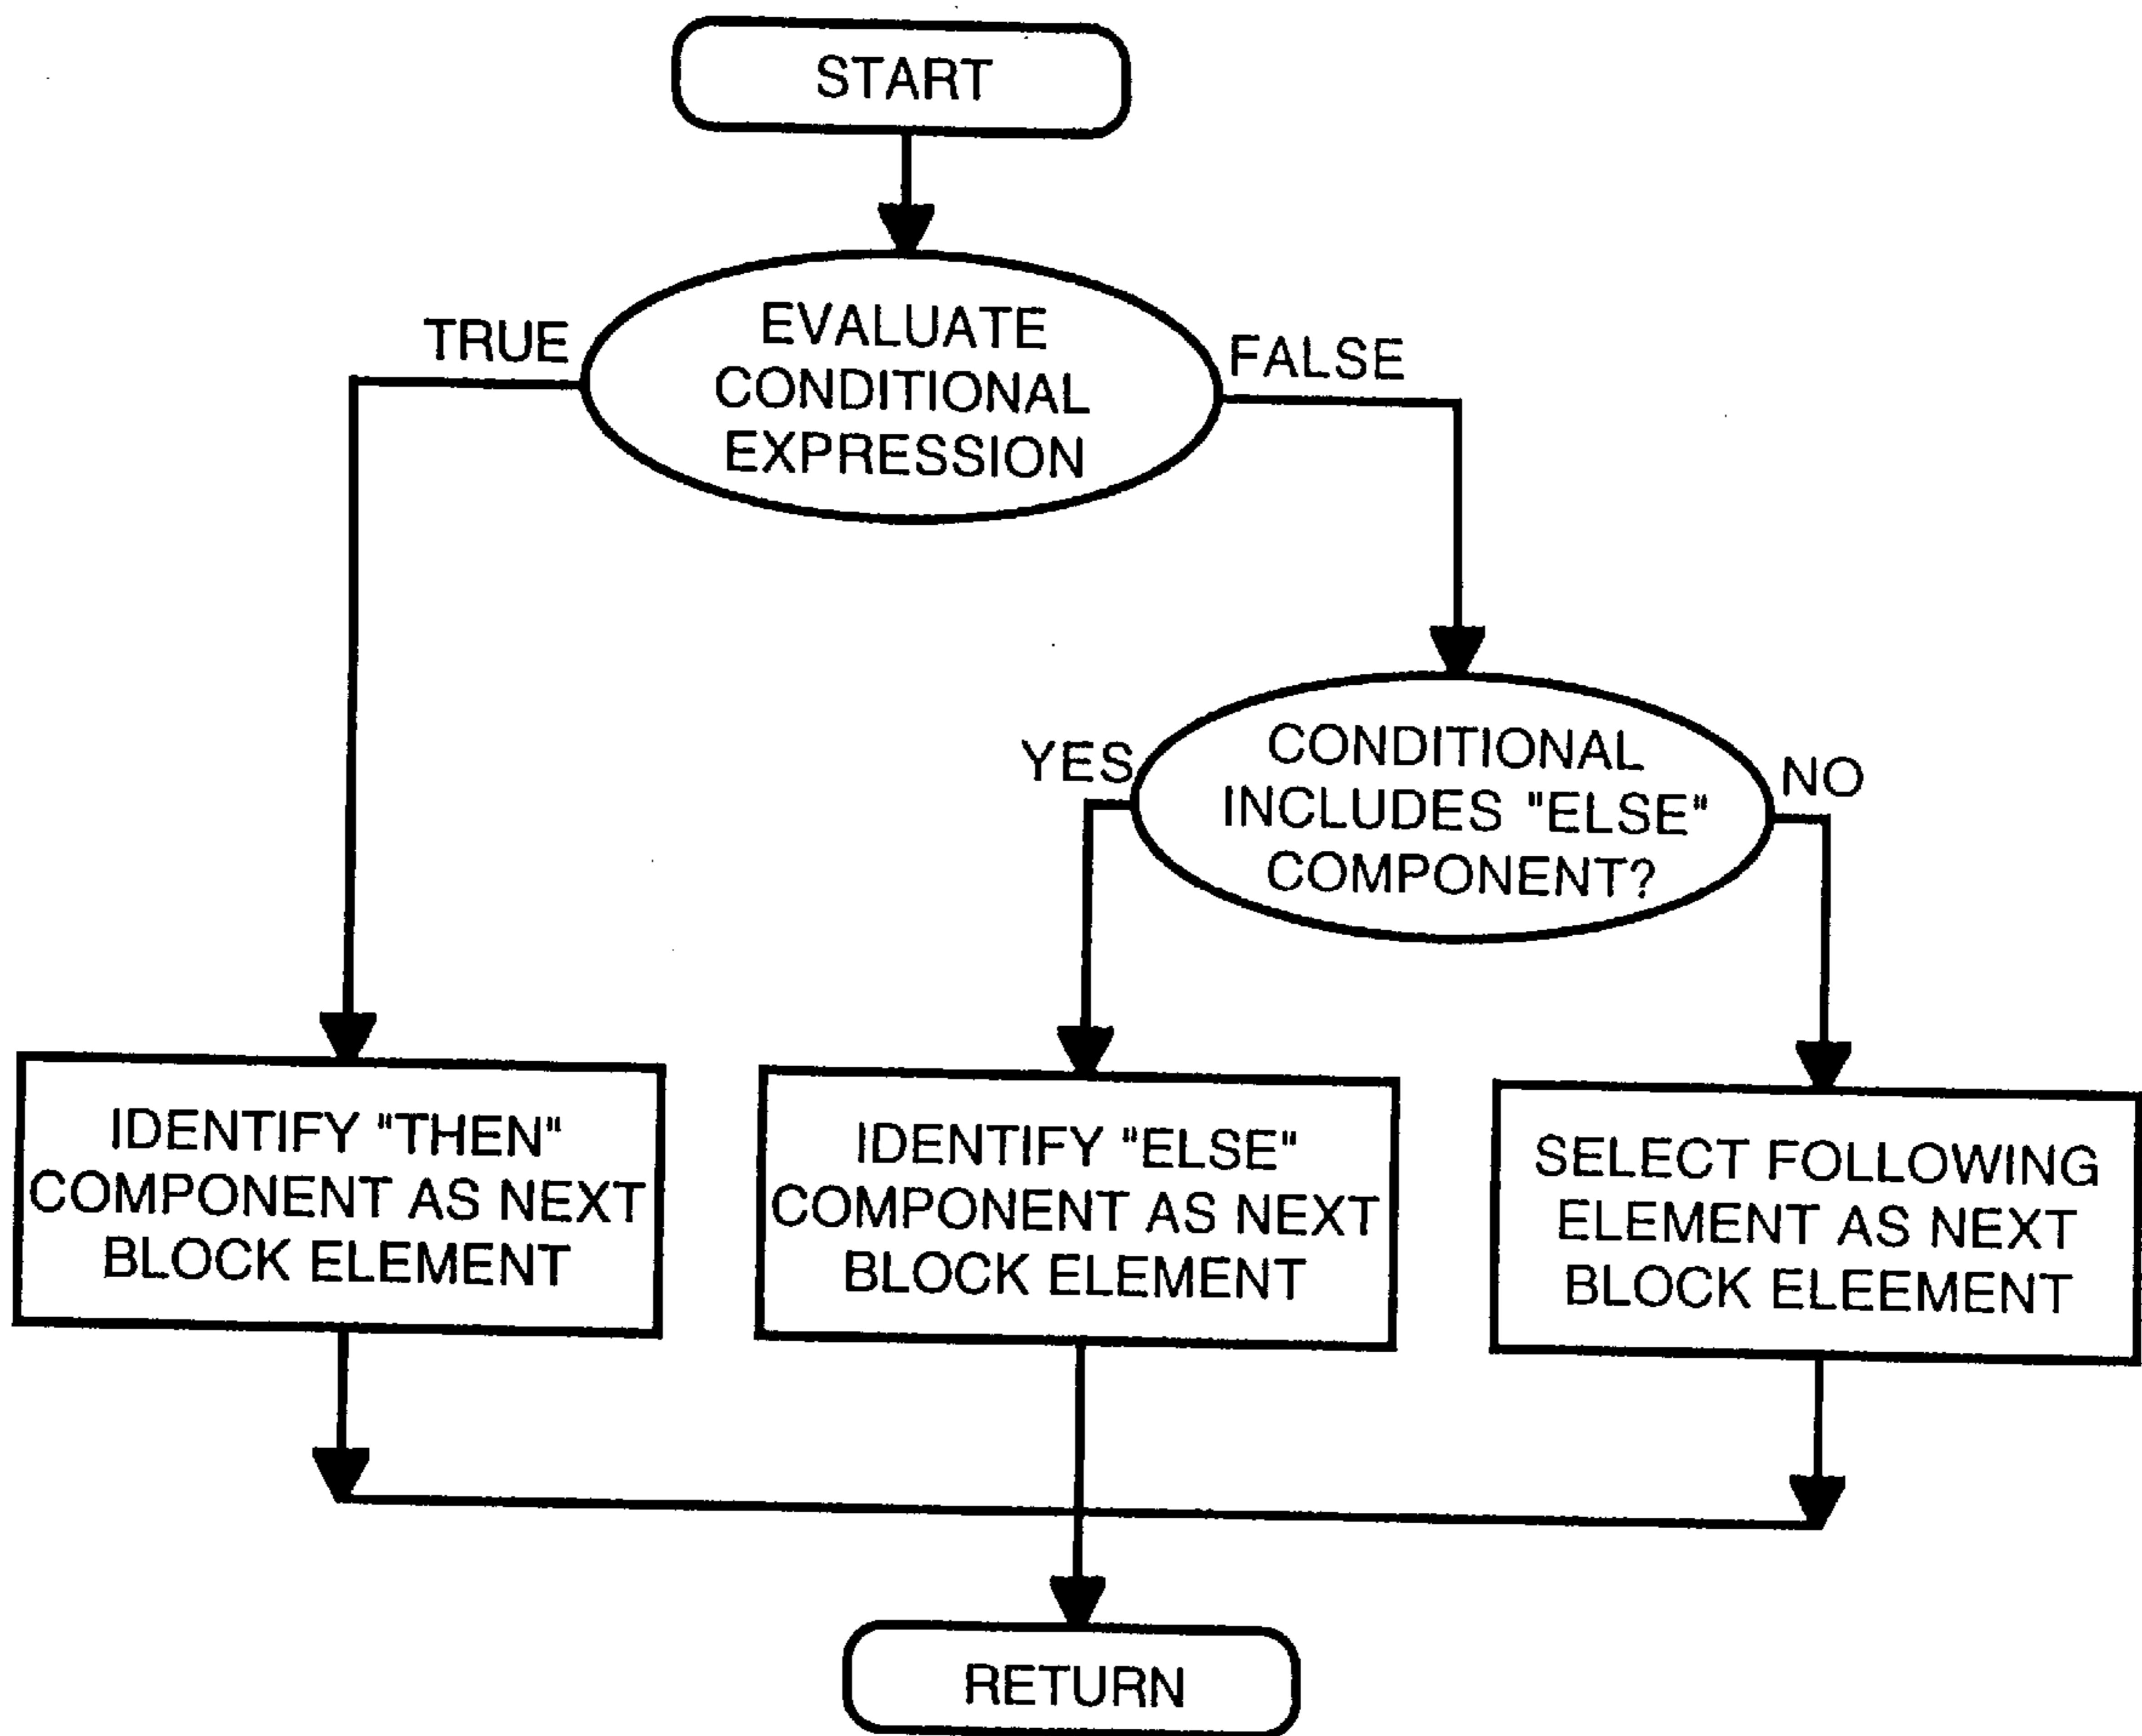 START
EVALUATE
CONDITIONAL
EXPRESSION
TRUE
FALSE
CONDITIONAL
INCLUDES "ELSE"
COMPONENT?
YES
NO
IDENTIFY "THEN"
COMPONENT AS NEXT
BLOCK ELEMENT
IDENTIFY "ELSE"
COMPONENT AS NEXT
BLOCK ELEMENT
SELECT FOLLOWING
ELEMENT AS NEXT
BLOCK ELEEMENT
RETURN